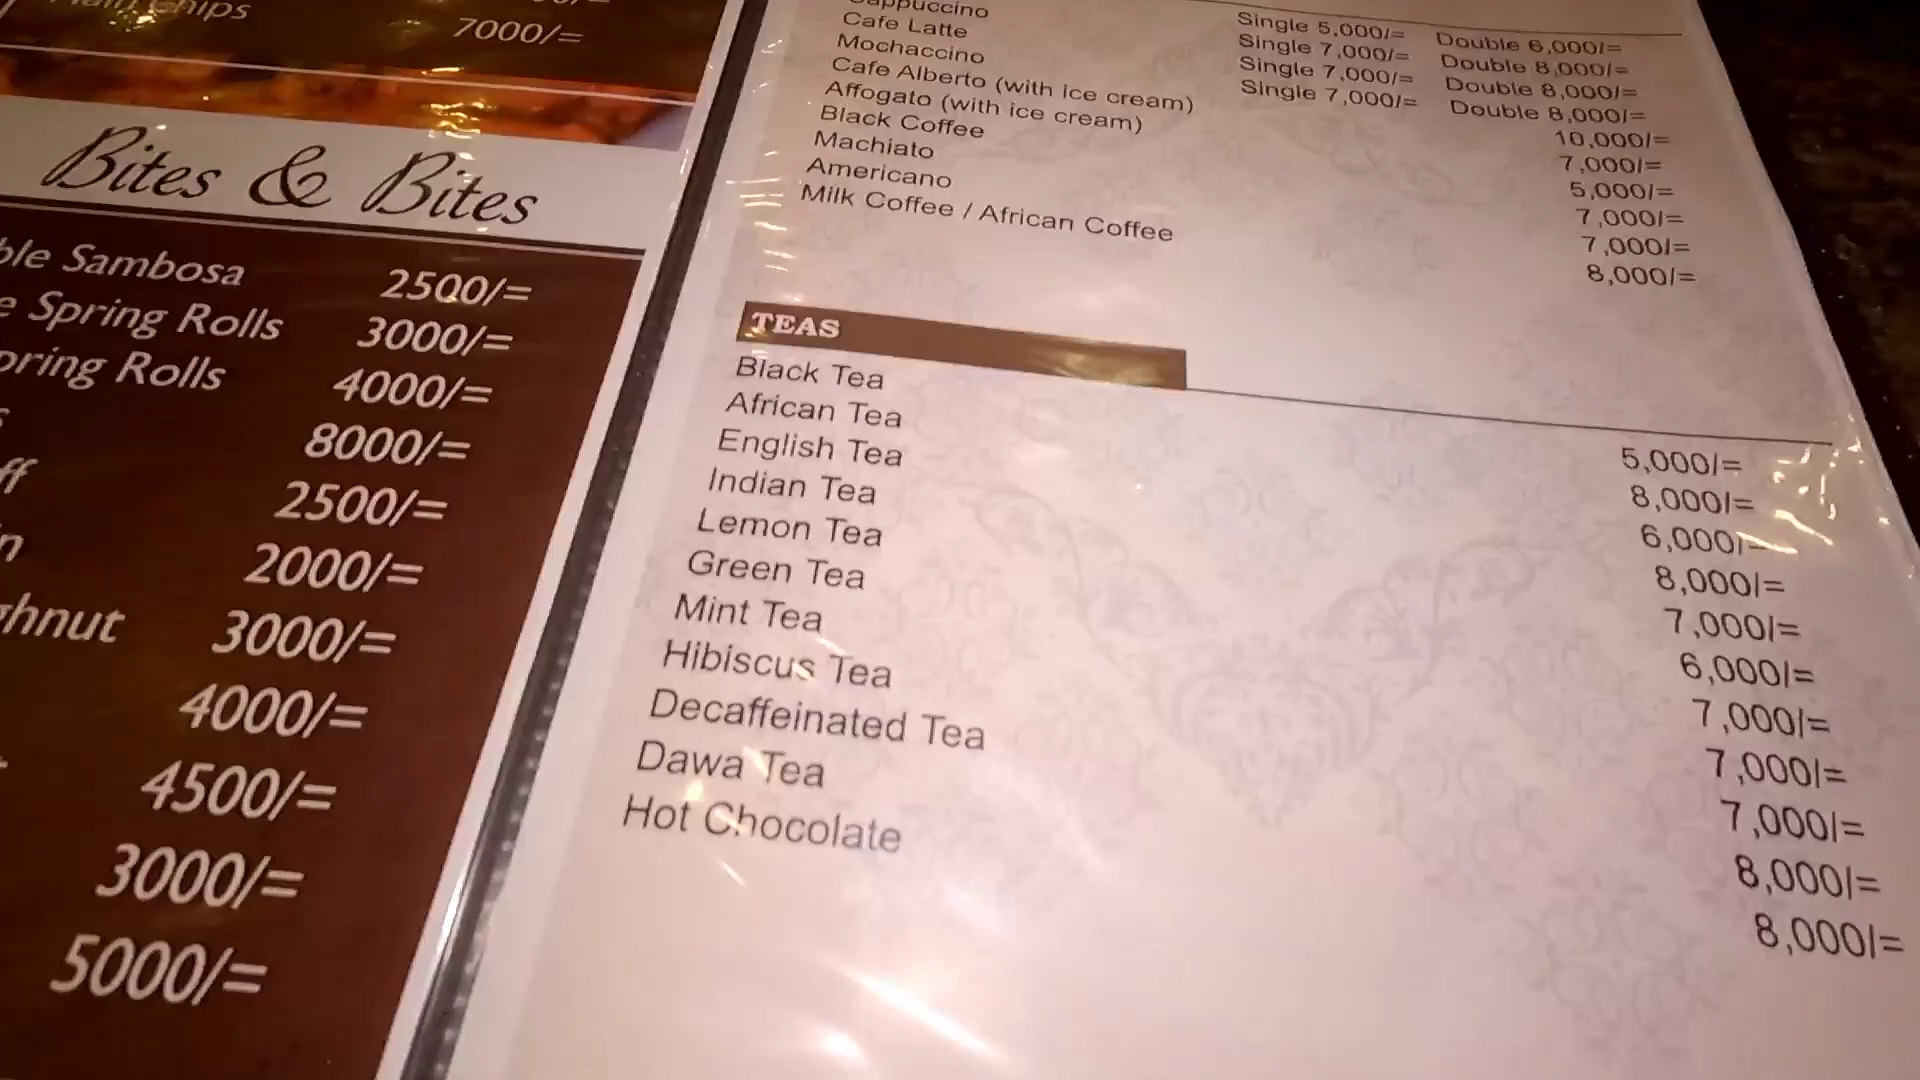 Chips
7000/=
Bites & Bites
Sambosa 2500/=
Spring Rolls 3000/=
Rolls 4000/=
8000/=
2500/=
2000/=
3000/=
4000/=
4500/=
3000/=
5000/=
Cappuccino Single 5,000/= Double 6,000/=
Cafe Latte Single 7,000/= Double 8,000/=
Mochaccino Single 7,000/= Double 8,000/=
Cafe Alberto (with ice cream) Single 7,000/= Double 8,000/=
Affogato (with ice cream) 10,000/=
Black Coffee 7,000/=
Machiato 5,000/=
Americano 7,000/=
Milk Coffee / African Coffee 7,000/=
8,000/=
TEAS
Black Tea 5,000/=
African Tea 8,000/=
English Tea 6,000/=
Indian Tea 8,000/=
Lemon Tea 7,000/=
Green Tea 6,000/=
Mint Tea 7,000/=
Hibiscus Tea 7,000/=
Decaffeinated Tea 7,000/=
Dawa Tea 8,000/=
Hot Chocolate 8,000/=